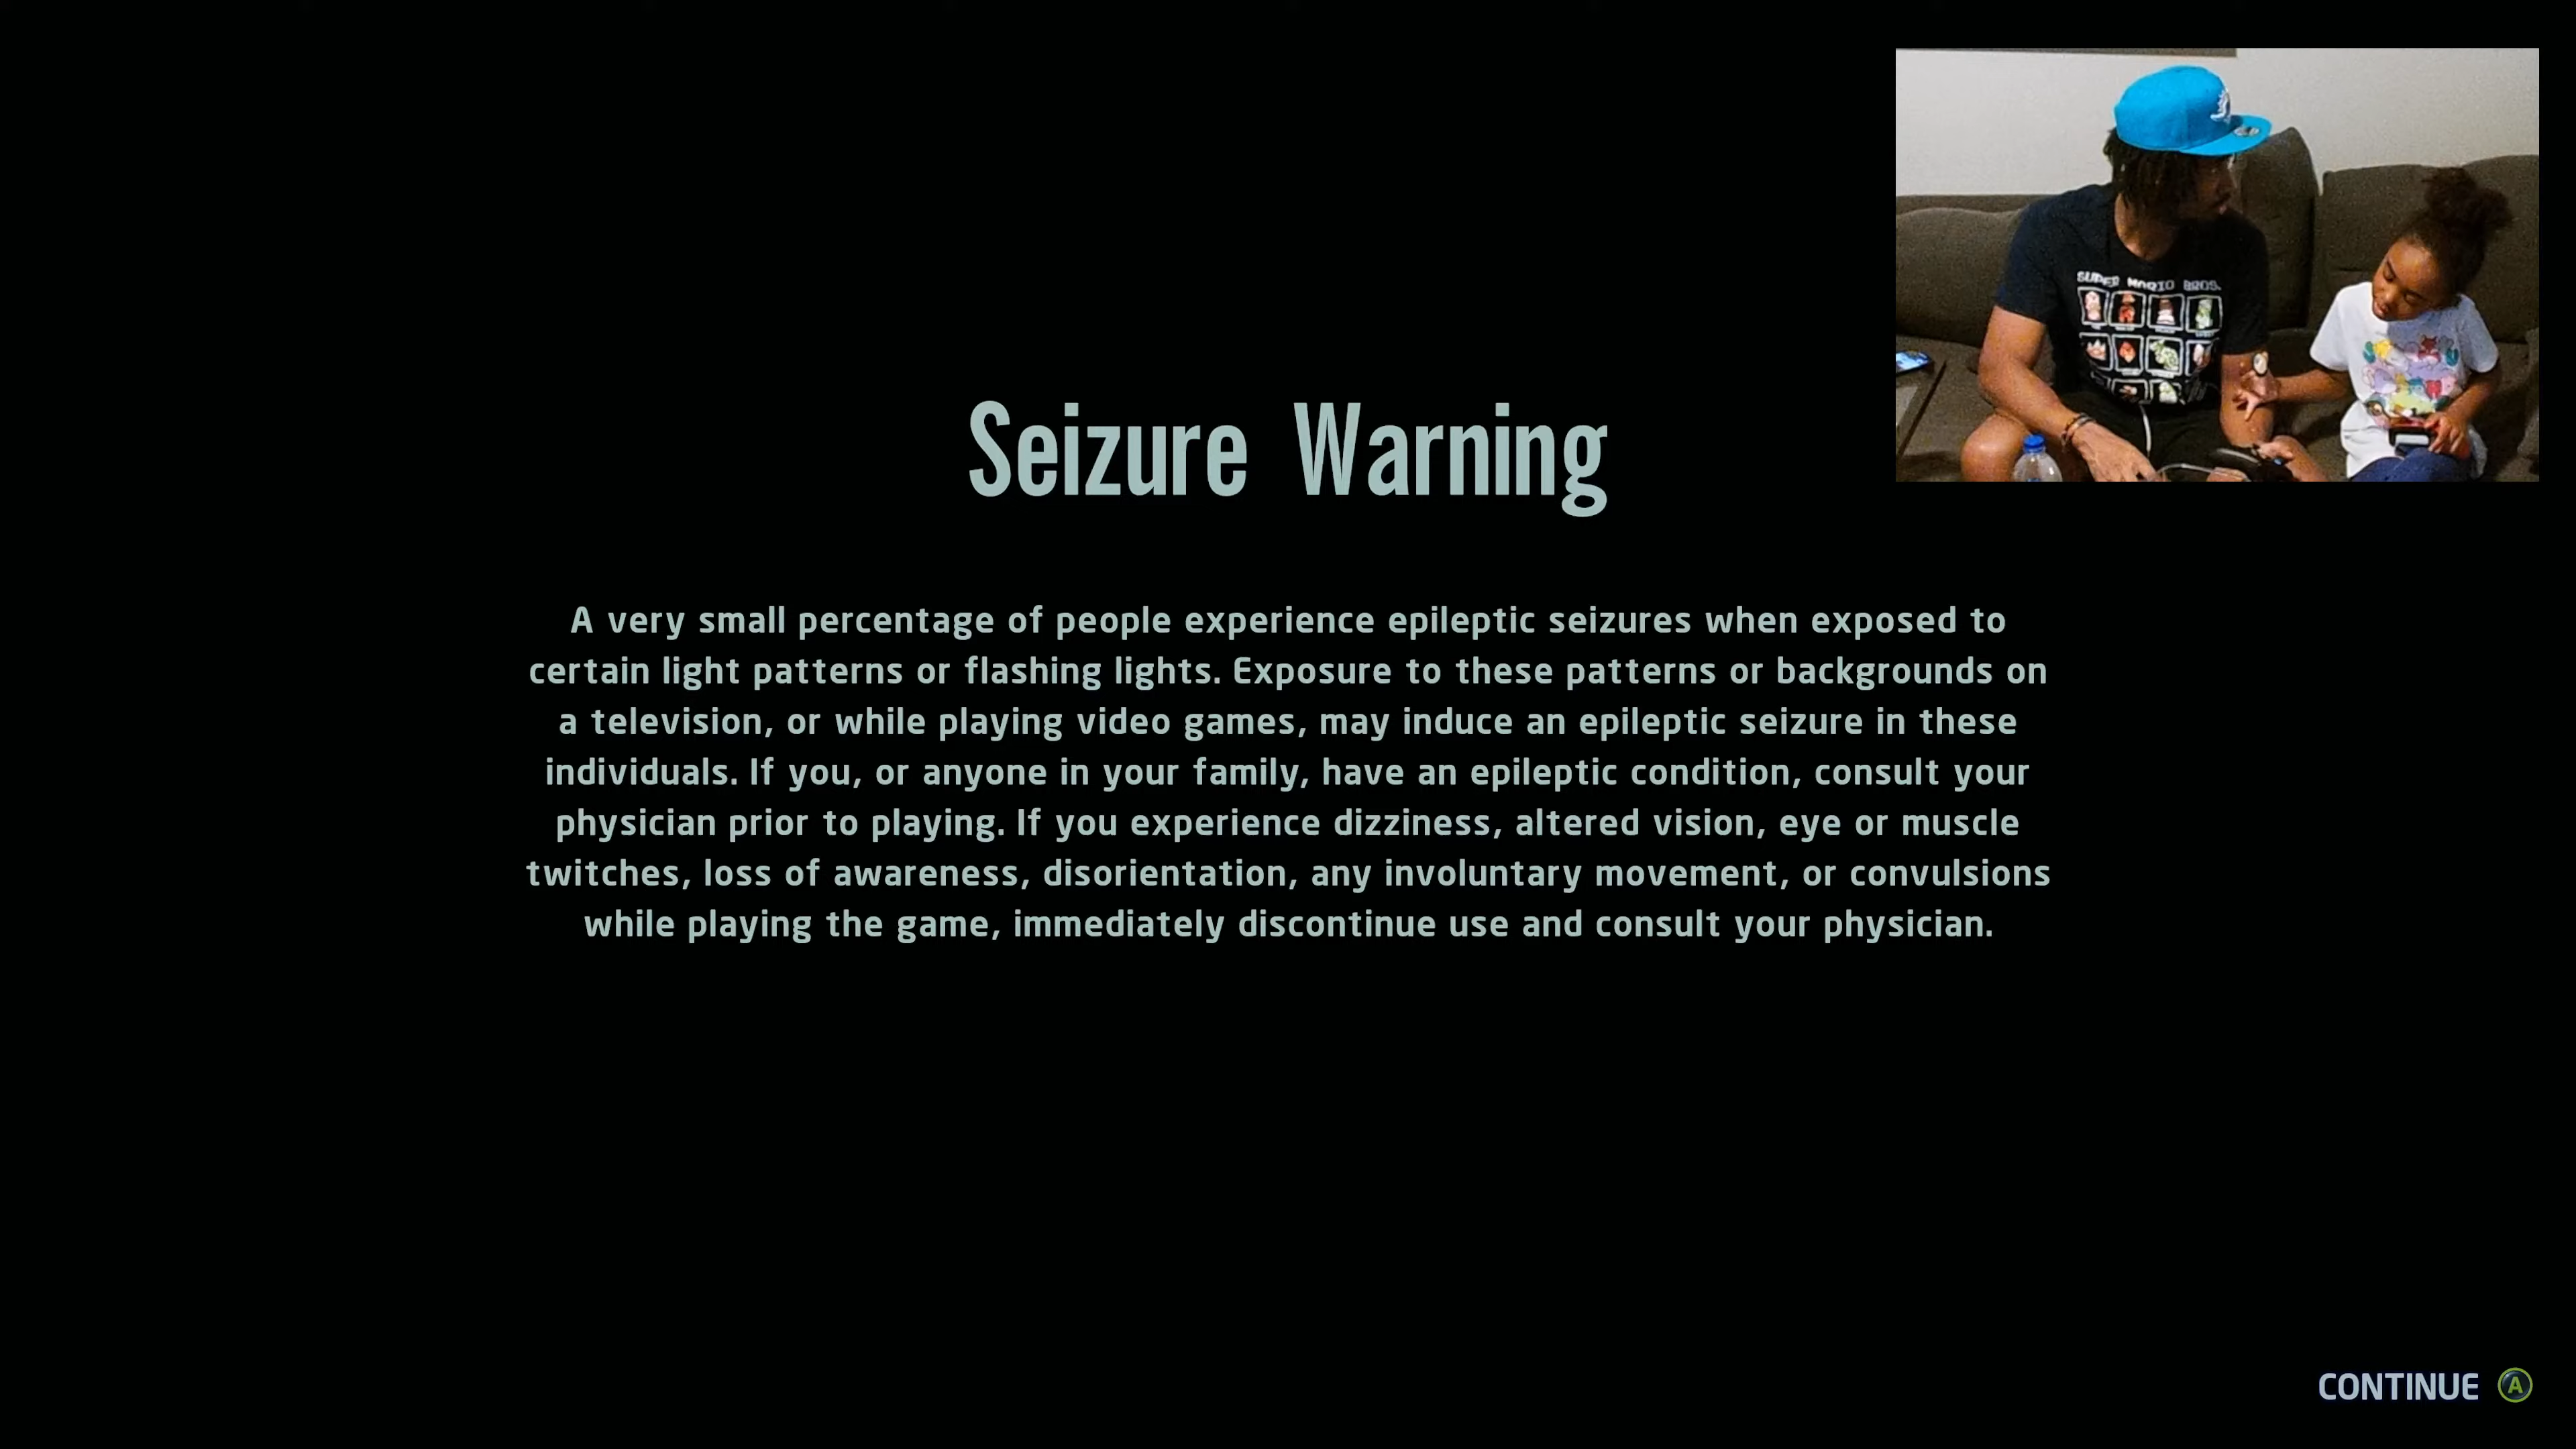 Seizure Warning
A very small percentage of people experience epileptic seizures when exposed to
certain light patterns or flashing lights. Exposure to these patterns or backgrounds on
a television, or while playing video games, may induce an epileptic seizure in these
individuals. If you, or anyone in your family, have an epileptic condition, consult your
physician prior to playing. If you experience dizziness, altered vision, eye or muscle
twitches, loss of awareness, disorientation, any involuntary movement, or convulsions
while playing the game, immediately discontinue use and consult your physician.
SUPER MARIO BROS.
CONTINUE A